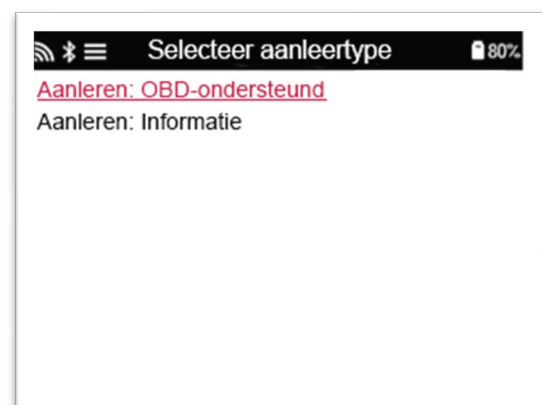 Selecteer aanleertype 80%
Aanleren: OBD-ondersteund
Aanleren: Informatie